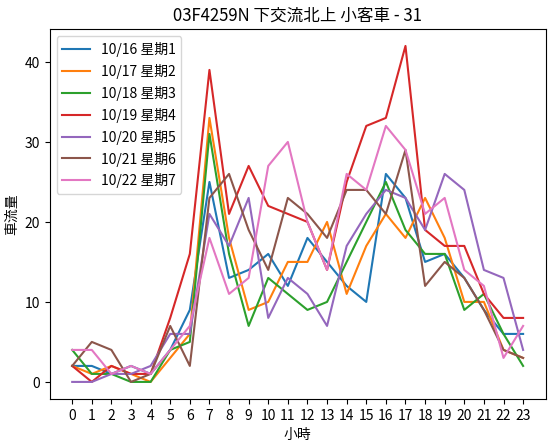 03F4259N 下交流北上 小客車 - 31
車流量
40
30
20
10
0
10/16 星期1
10/17 星期2
10/18 星期3
10/19 星期4
10/20 星期5
10/21 星期6
10/22 星期7
0 1 2 3 4 5 6 7 8 9 10 11 12 13 14 15 16 17 18 19 20 21 22 23
小時